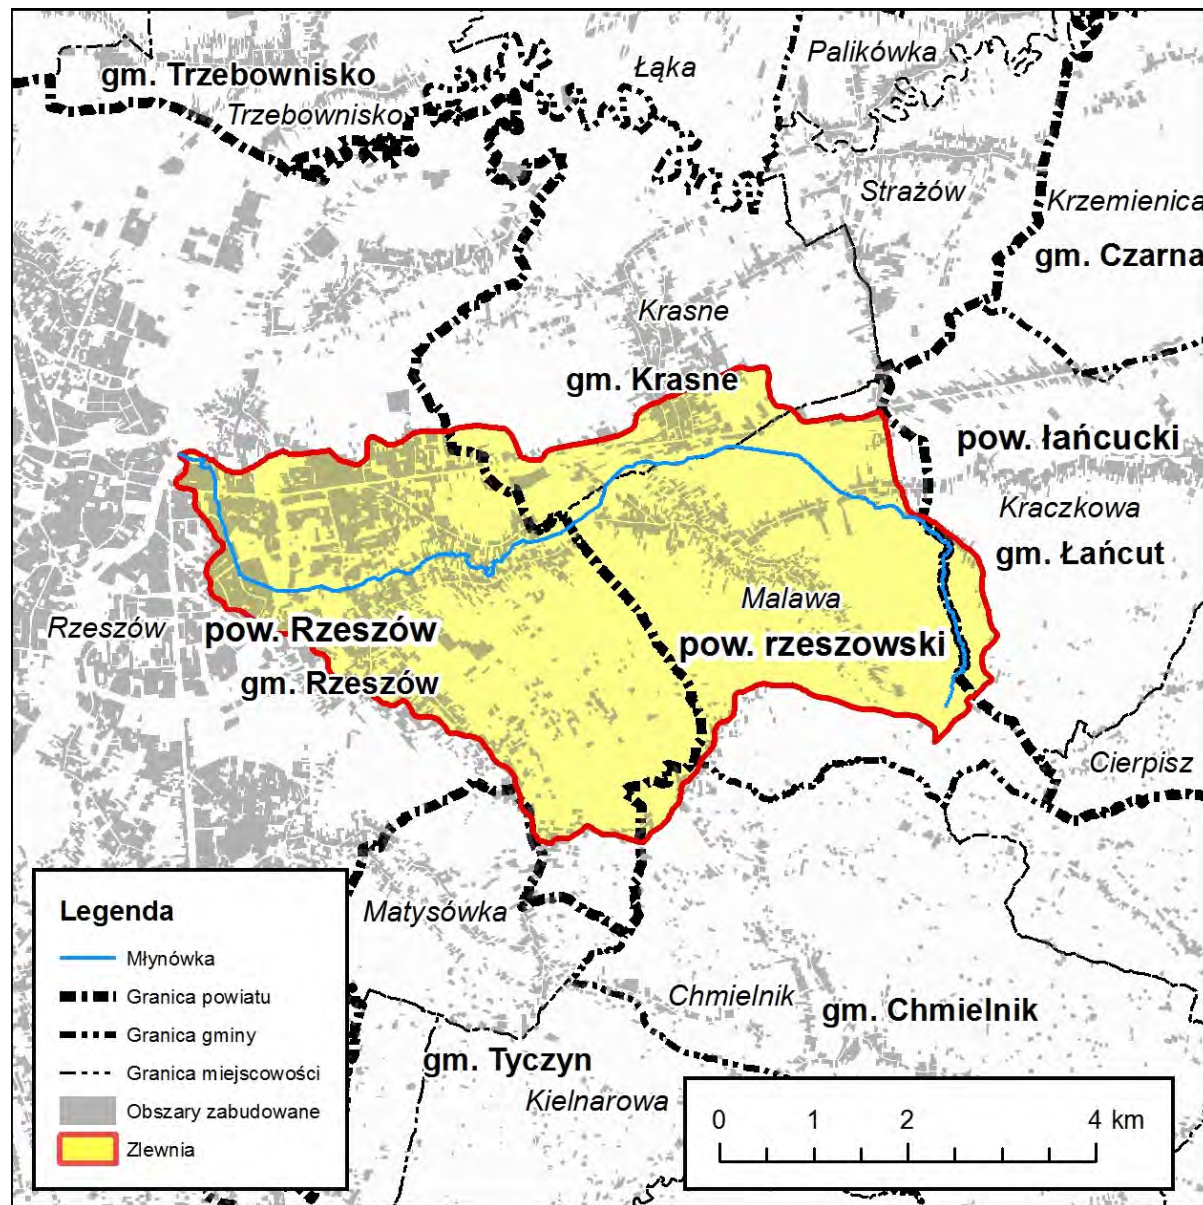 Palikówka
Łąka
gm. Trzebownisko
Trzebownisko
Strażów
Krzemienica
gm. Czarna
Krasne
gm. Krasne
pow. łańcucki
Kraczkowa
gm. Łańcut
Malawa
Rzeszów
pow. Rzeszów
pow. rzeszowski
gm. Rzeszów
Cierpisz
Matysówka
Chmielnik
gm. Chmielnik
gm. Tyczyn
Kielnarowa
Legenda
Młynówka
Granica powiatu
Granica gminy
Granica miejscowości
Obszary zabudowane
Zlewnia
0 1 2 4 km